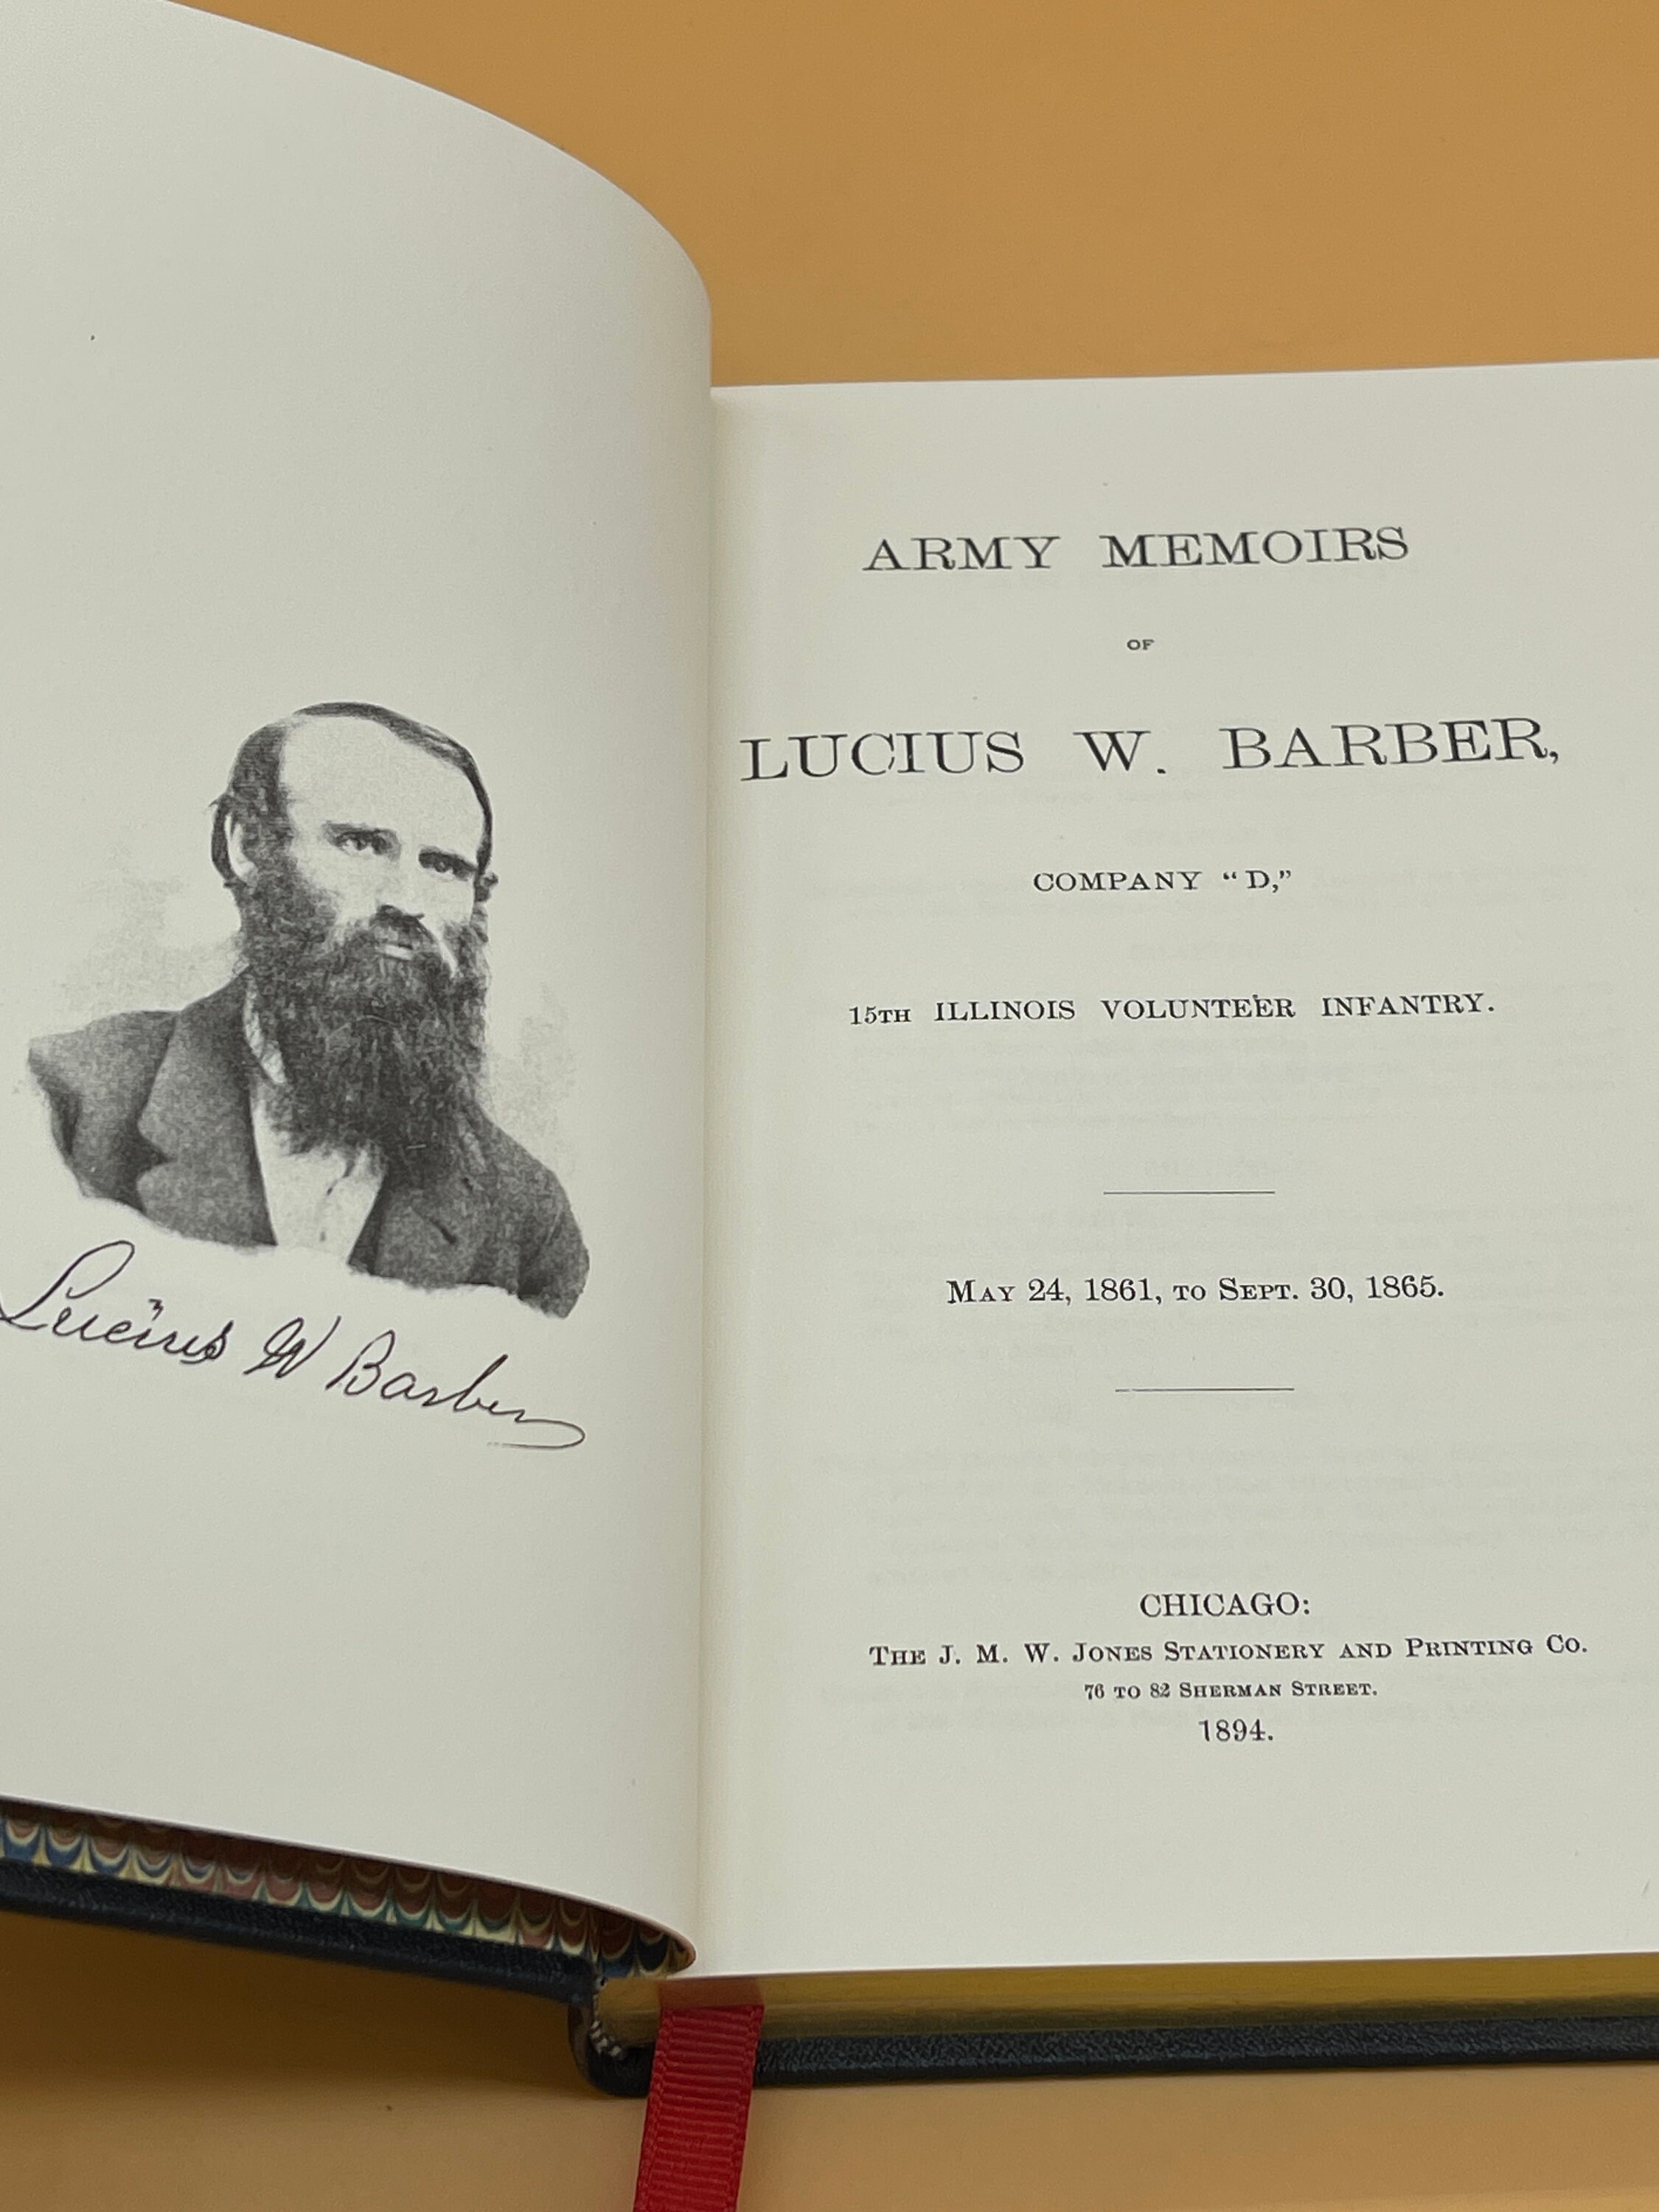 Lucius W Barber
ARMY MEMOIRS
OF
LUCIUS W. BARBER,
COMPANY “D,”
15TH ILLINOIS VOLUNTEER INFANTRY.
MAY 24, 1861, TO SEPT. 30, 1865.
CHICAGO:
THE J. M. W. JONES STATIONERY AND PRINTING CO.
76 TO 82 SHERMAN STREET.
1894.